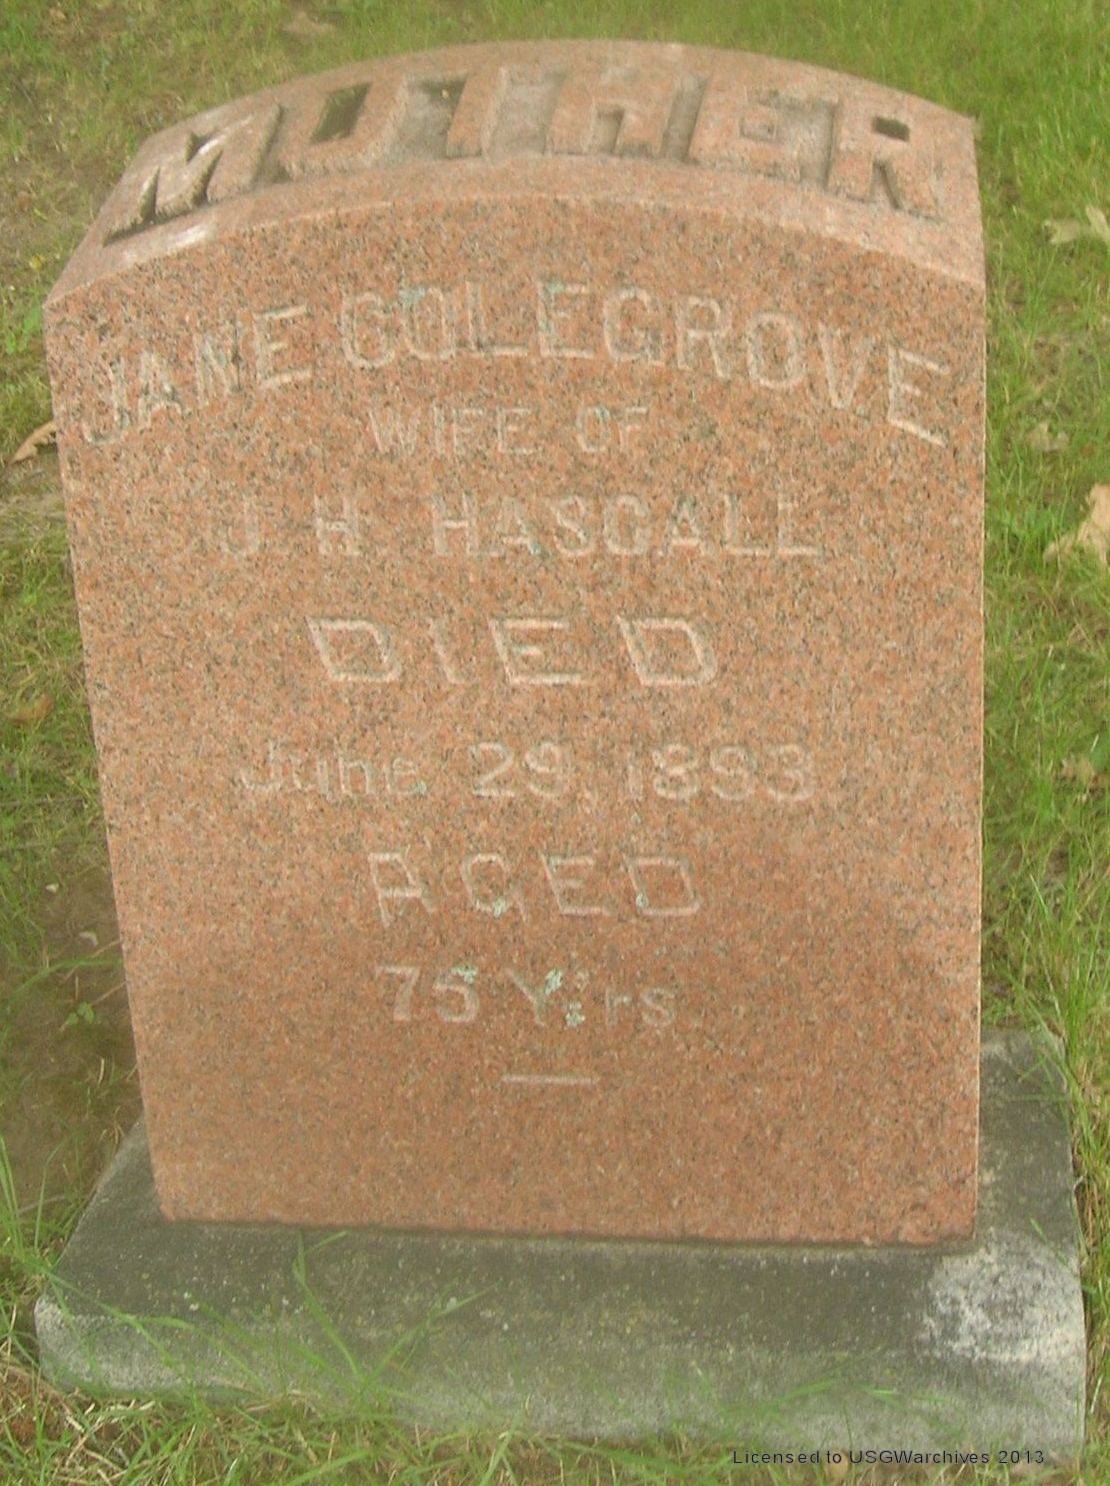 MOTHER
JANE COLEGROVE
WIFE OF
J. H. HASCALL
DIED
June 29, 1893
AGED
75 Y'rs
Licensed to USGWarchives 2013